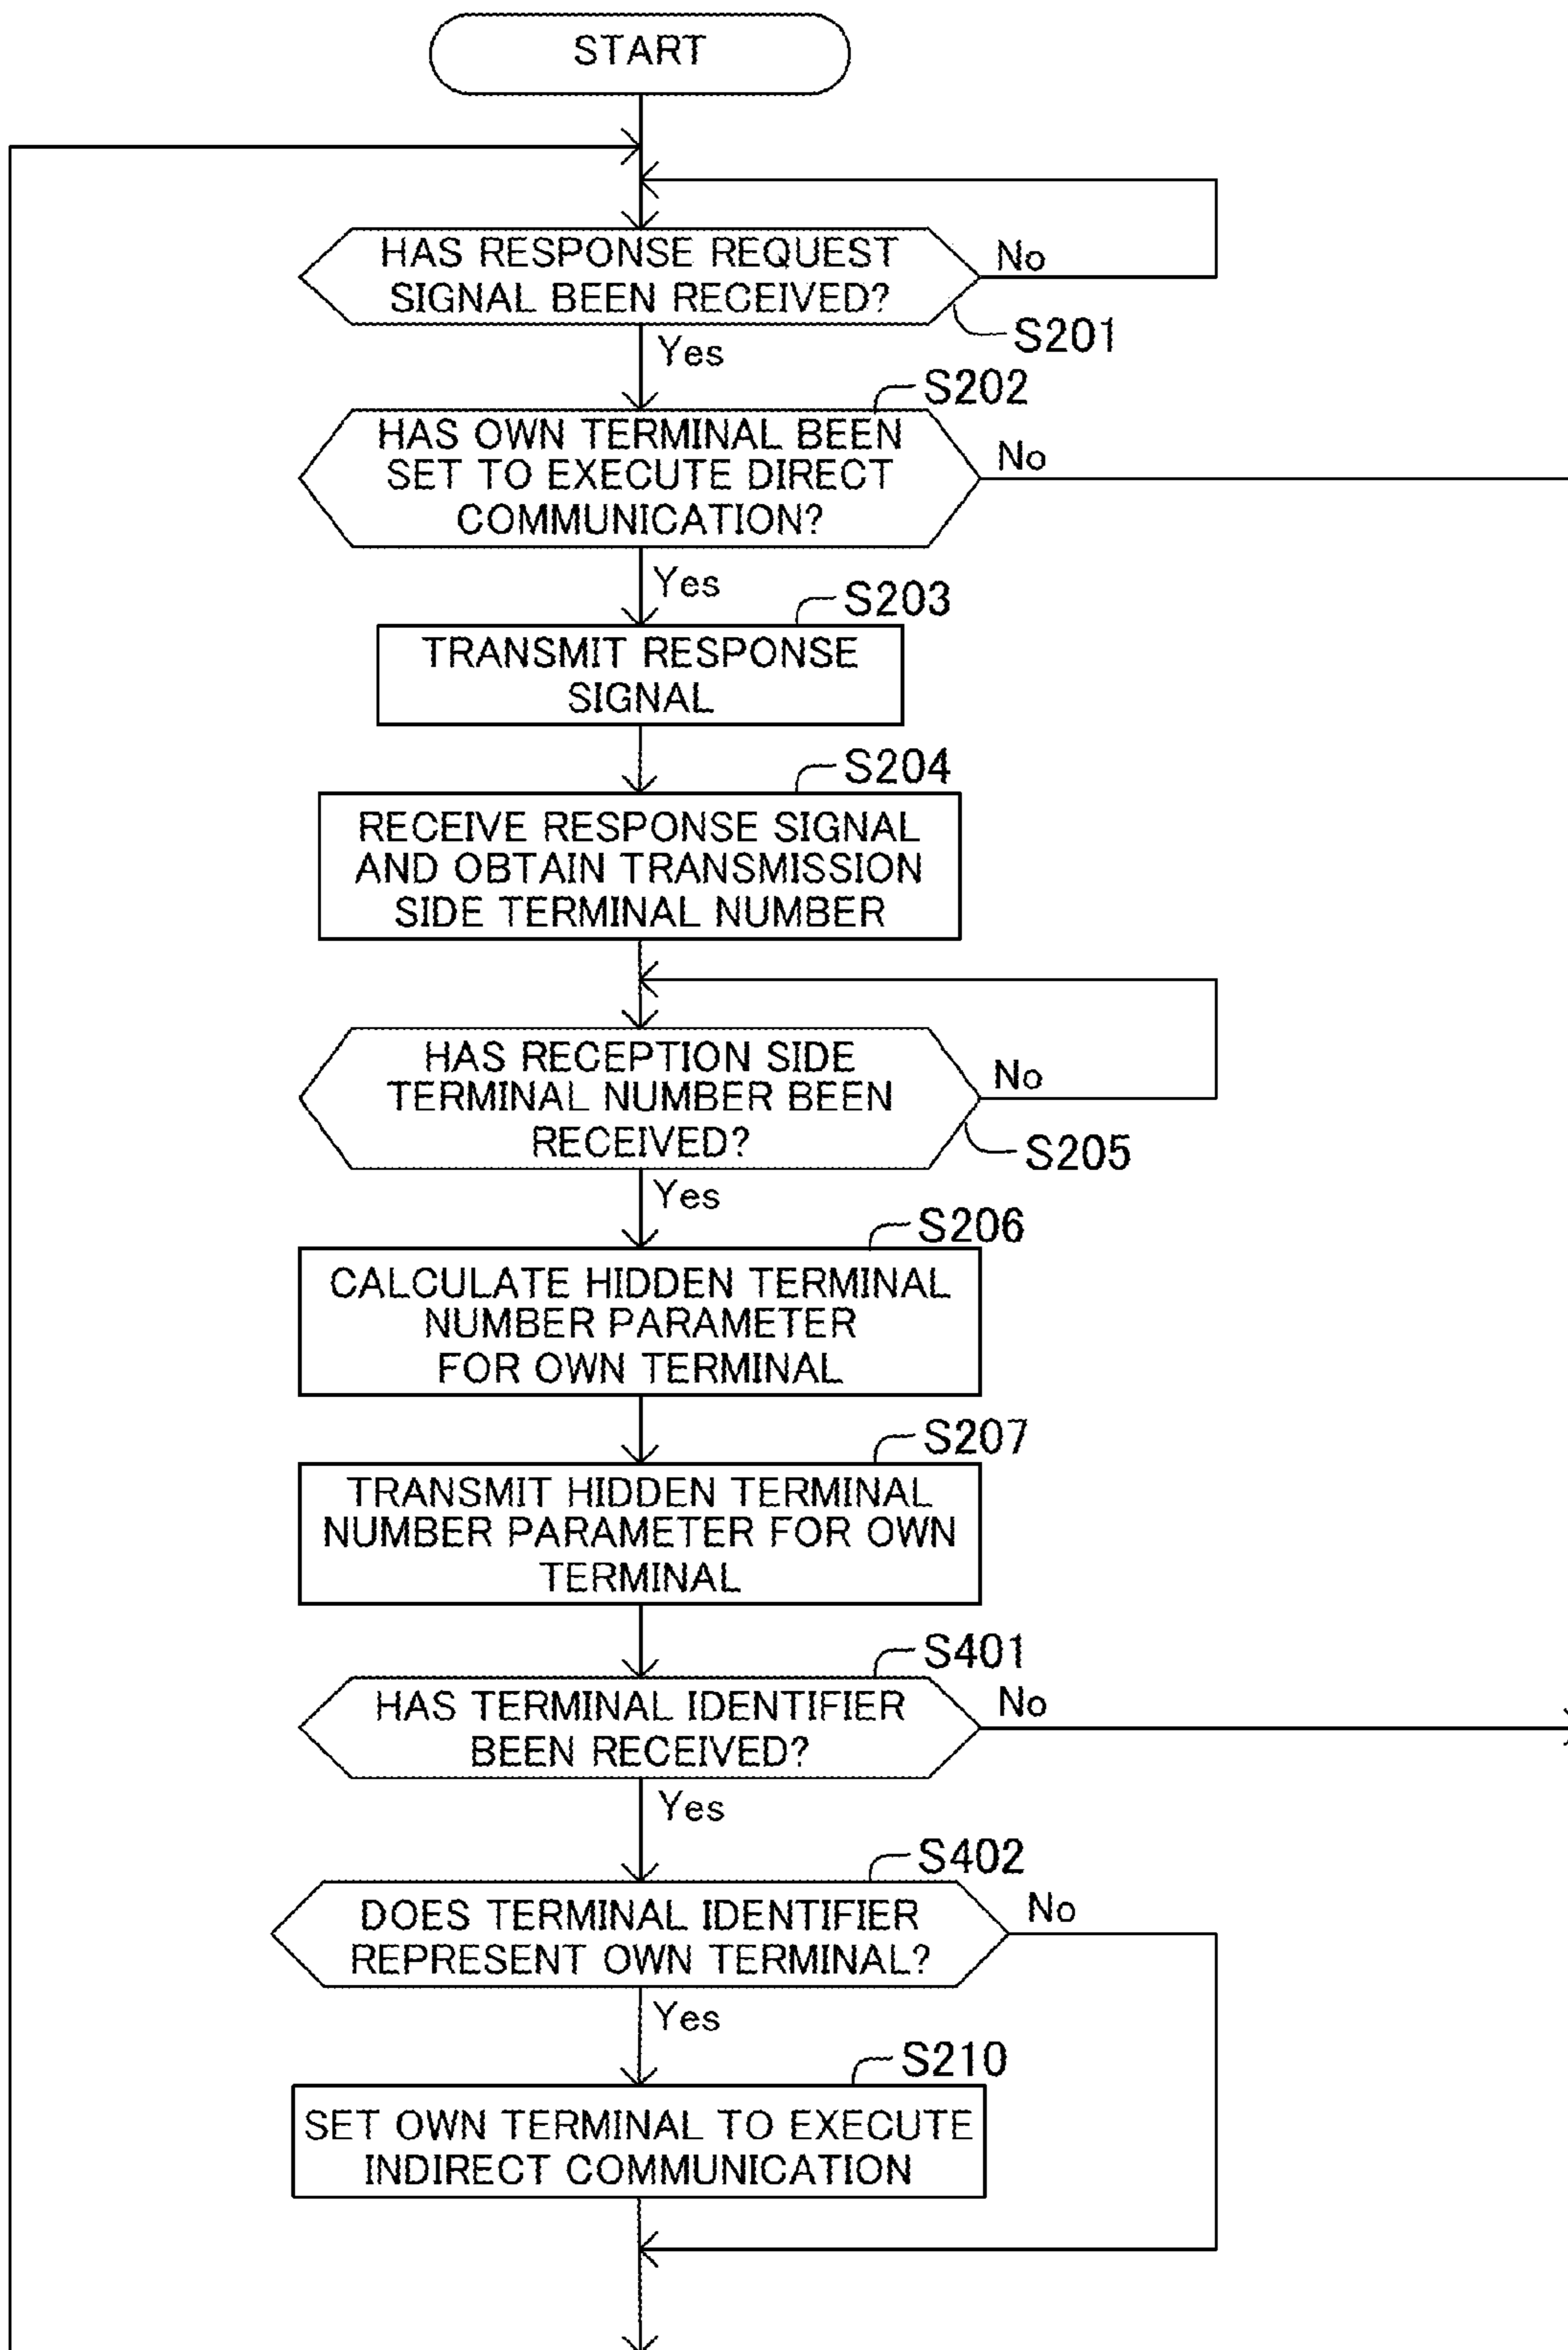 START
HAS RESPONSE REQUEST
SIGNAL BEEN RECEIVED?
No
S201
Yes
S202
HAS OWN TERMINAL BEEN
SET TO EXECUTE DIRECT
COMMUNICATION?
No
Yes
S203
TRANSMIT RESPONSE
SIGNAL
S204
RECEIVE RESPONSE SIGNAL
AND OBTAIN TRANSMISSION
SIDE TERMINAL NUMBER
HAS RECEPTION SIDE
TERMINAL NUMBER BEEN
RECEIVED?
No
S205
Yes
S206
CALCULATE HIDDEN TERMINAL
NUMBER PARAMETER
FOR OWN TERMINAL
S207
TRANSMIT HIDDEN TERMINAL
NUMBER PARAMETER FOR OWN
TERMINAL
S401
HAS TERMINAL IDENTIFIER
BEEN RECEIVED?
No
Yes
S402
DOES TERMINAL IDENTIFIER
REPRESENT OWN TERMINAL?
No
Yes
S210
SET OWN TERMINAL TO EXECUTE
INDIRECT COMMUNICATION